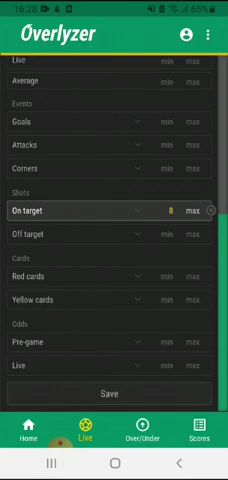 16:28 65%
Overlyzer
Live min max
Average min max
Events
Goals min max
Attacks min max
Corners min max
Shots
On target 8 max
Off target min max
Cards
Red cards min max
Yellow cards min max
Odds
Pre-game min max
Live min max
Save
Home Live Over/Under Scores